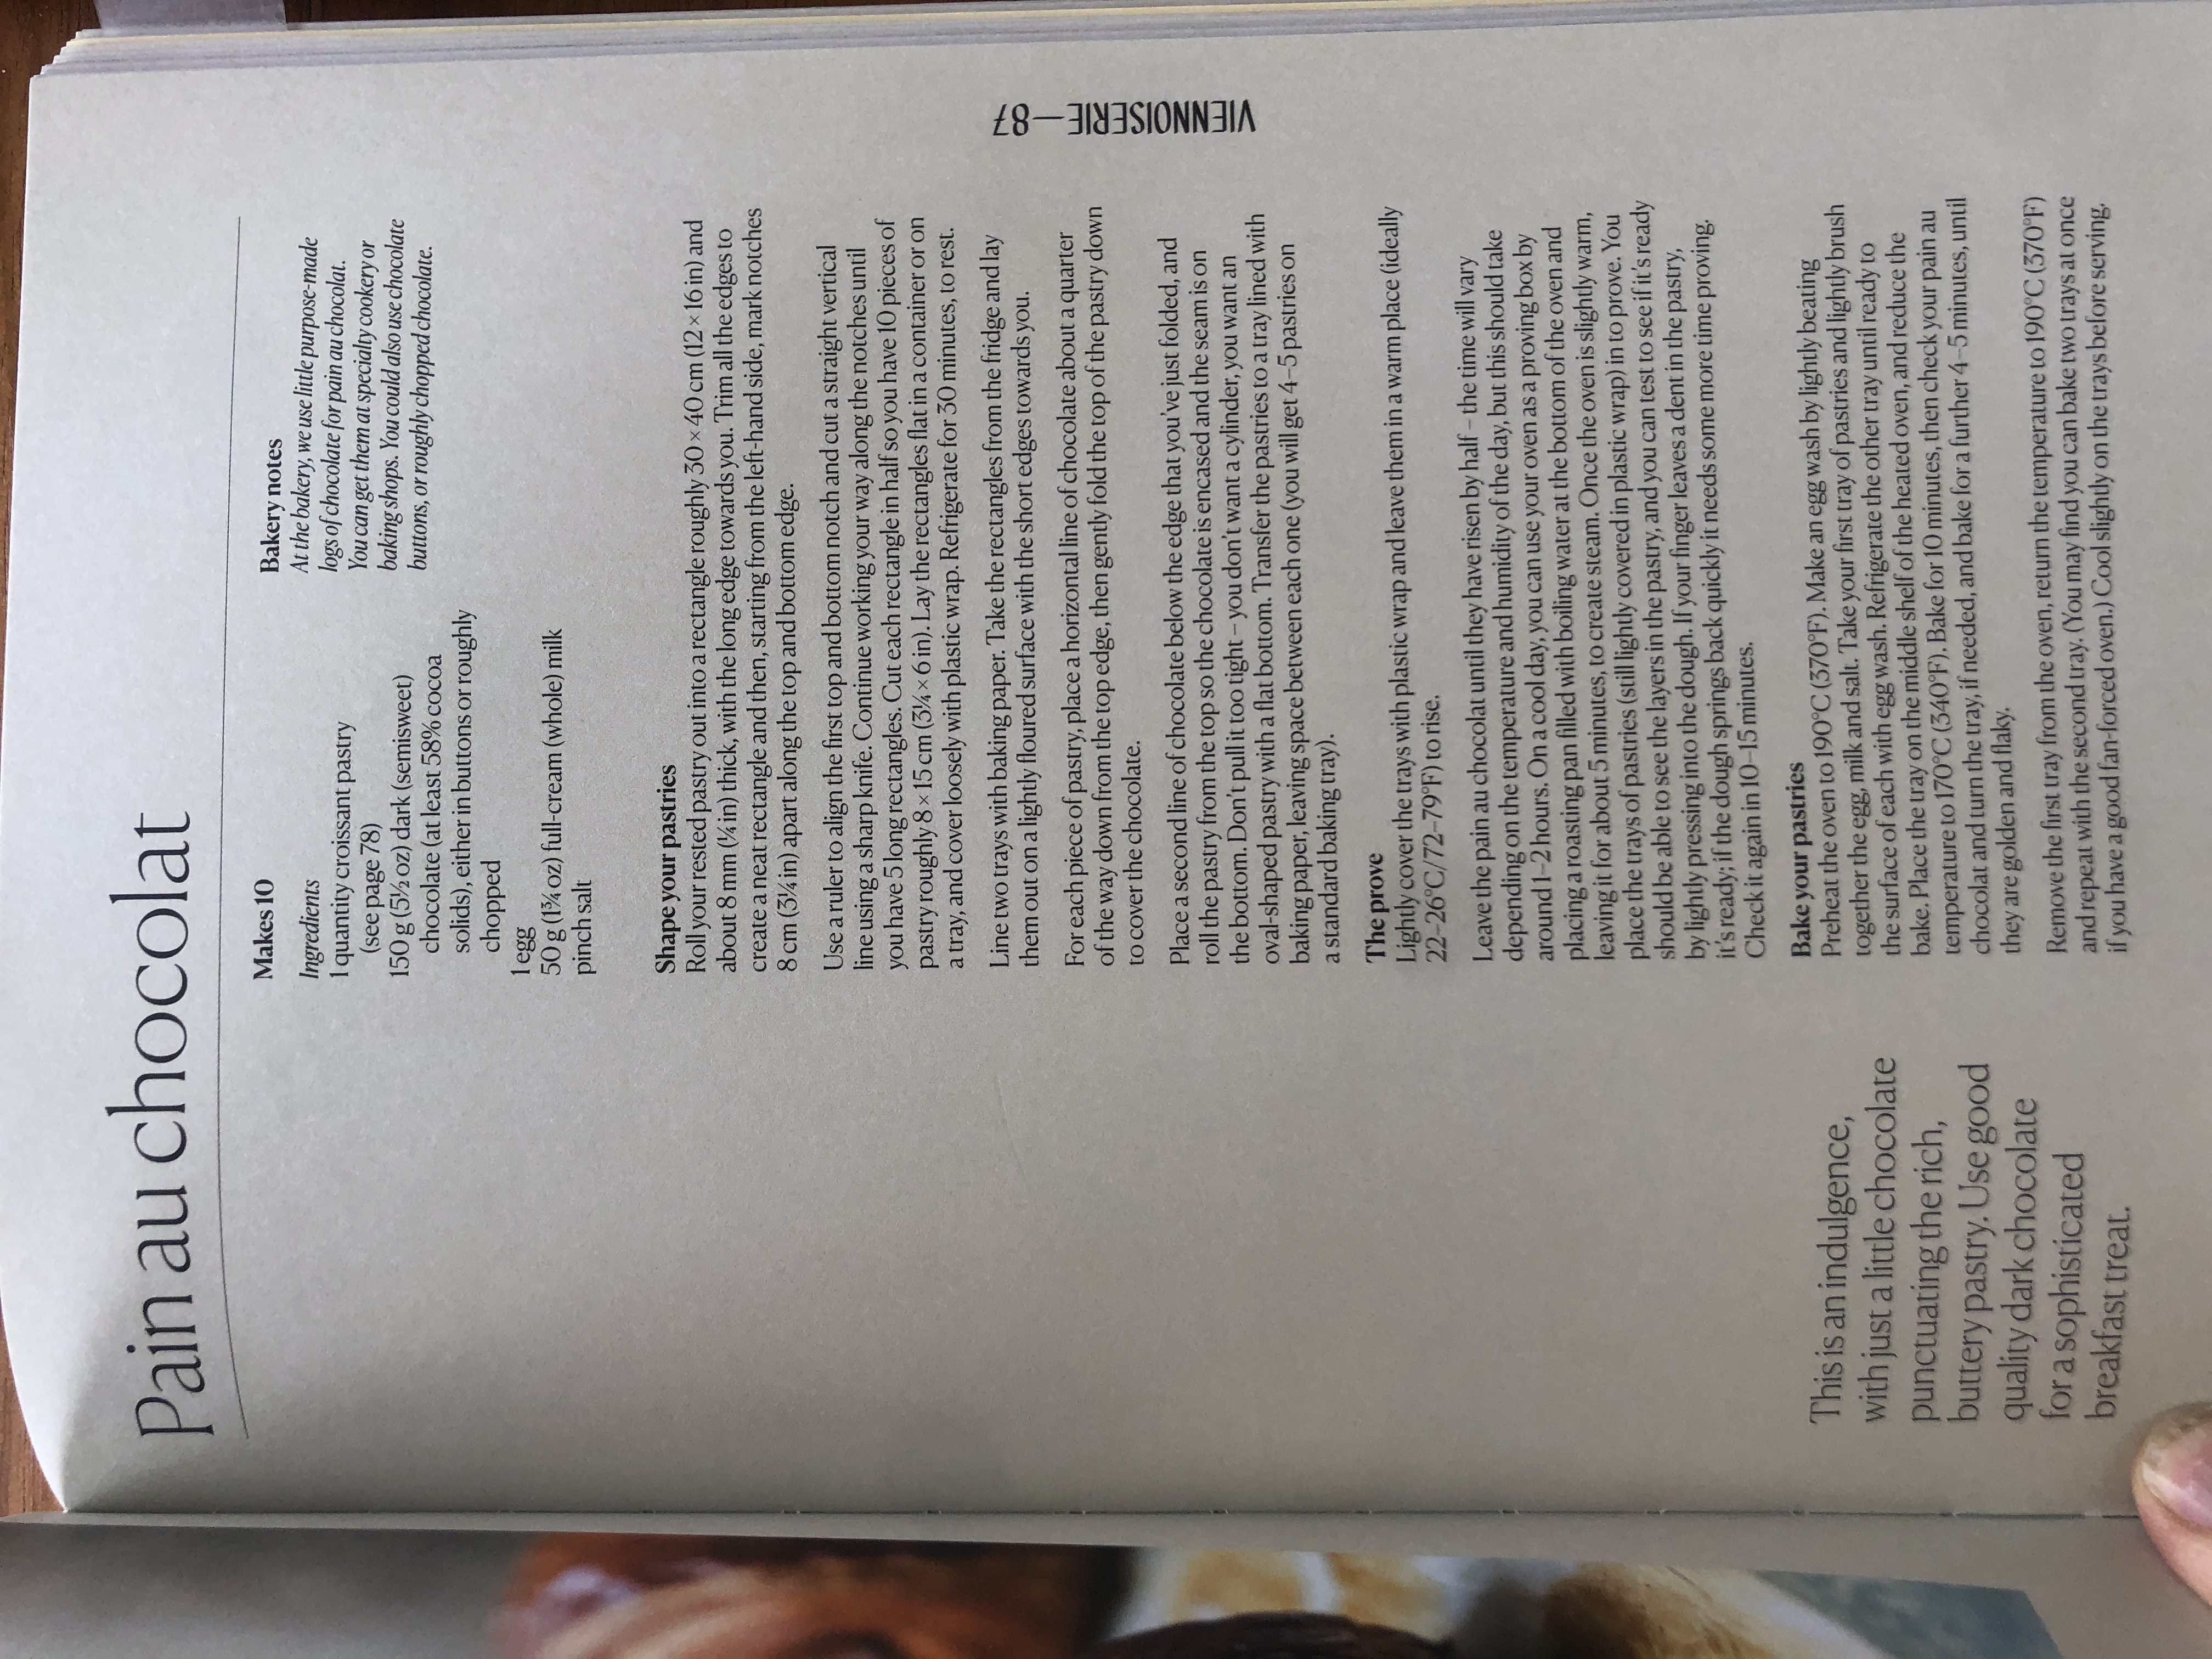 Pain au chocolat
Makes 10
Ingredients
1 quantity croissant pastry
(see page 78)
150 g (5½ oz) dark (semisweet)
chocolate (at least 58% cocoa
solids), either in buttons or roughly
chopped
1 egg
50 g (1¾ oz) full-cream (whole) milk
pinch salt
Bakery notes
At the bakery, we use little purpose-made
logs of chocolate for pain au chocolat.
You can get them at specialty cookery or
baking shops. You could also use chocolate
buttons, or roughly chopped chocolate.
Shape your pastries
Roll your rested pastry out into a rectangle roughly 30 × 40 cm (12 × 16 in) and
about 8 mm (¼ in) thick, with the long edge towards you. Trim all the edges to
create a neat rectangle and then, starting from the left-hand side, mark notches
8 cm (3¼ in) apart along the top and bottom edge.
Use a ruler to align the first top and bottom notch and cut a straight vertical
line using a sharp knife. Continue working your way along the notches until
you have 5 long rectangles. Cut each rectangle in half so you have 10 pieces of
pastry roughly 8 × 15 cm (3¼ × 6 in). Lay the rectangles flat in a container or on
a tray, and cover loosely with plastic wrap. Refrigerate for 30 minutes, to rest.
Line two trays with baking paper. Take the rectangles from the fridge and lay
them out on a lightly floured surface with the short edges towards you.
For each piece of pastry, place a horizontal line of chocolate about a quarter
of the way down from the top edge, then gently fold the top of the pastry down
to cover the chocolate.
Place a second line of chocolate below the edge that you've just folded, and
roll the pastry from the top so the chocolate is encased and the seam is on
the bottom. Don't pull it too tight – you don't want a cylinder, you want an
oval-shaped pastry with a flat bottom. Transfer the pastries to a tray lined with
baking paper, leaving space between each one (you will get 4–5 pastries on
a standard baking tray).
The prove
Lightly cover the trays with plastic wrap and leave them in a warm place (ideally
22–26°C/72–79°F) to rise.
Leave the pain au chocolat until they have risen by half – the time will vary
depending on the temperature and humidity of the day, but this should take
around 1–2 hours. On a cool day, you can use your oven as a proving box by
placing a roasting pan filled with boiling water at the bottom of the oven and
leaving it for about 5 minutes, to create steam. Once the oven is slightly warm,
place the trays of pastries (still lightly covered in plastic wrap) in to prove. You
should be able to see the layers in the pastry, and you can test to see if it's ready
by lightly pressing into the dough. If your finger leaves a dent in the pastry,
it's ready; if the dough springs back quickly it needs some more time proving.
Check it again in 10–15 minutes.
Bake your pastries
Preheat the oven to 190°C (370°F). Make an egg wash by lightly beating
together the egg, milk and salt. Take your first tray of pastries and lightly brush
the surface of each with egg wash. Refrigerate the other tray until ready to
bake. Place the tray on the middle shelf of the heated oven, and reduce the
temperature to 170°C (340°F). Bake for 10 minutes, then check your pain au
chocolat and turn the tray, if needed, and bake for a further 4–5 minutes, until
they are golden and flaky.
Remove the first tray from the oven, return the temperature to 190°C (370°F)
and repeat with the second tray. (You may find you can bake two trays at once
if you have a good fan-forced oven.) Cool slightly on the trays before serving.
This is an indulgence,
with just a little chocolate
punctuating the rich,
buttery pastry. Use good
quality dark chocolate
for a sophisticated
breakfast treat.
VIENNOISERIE—87